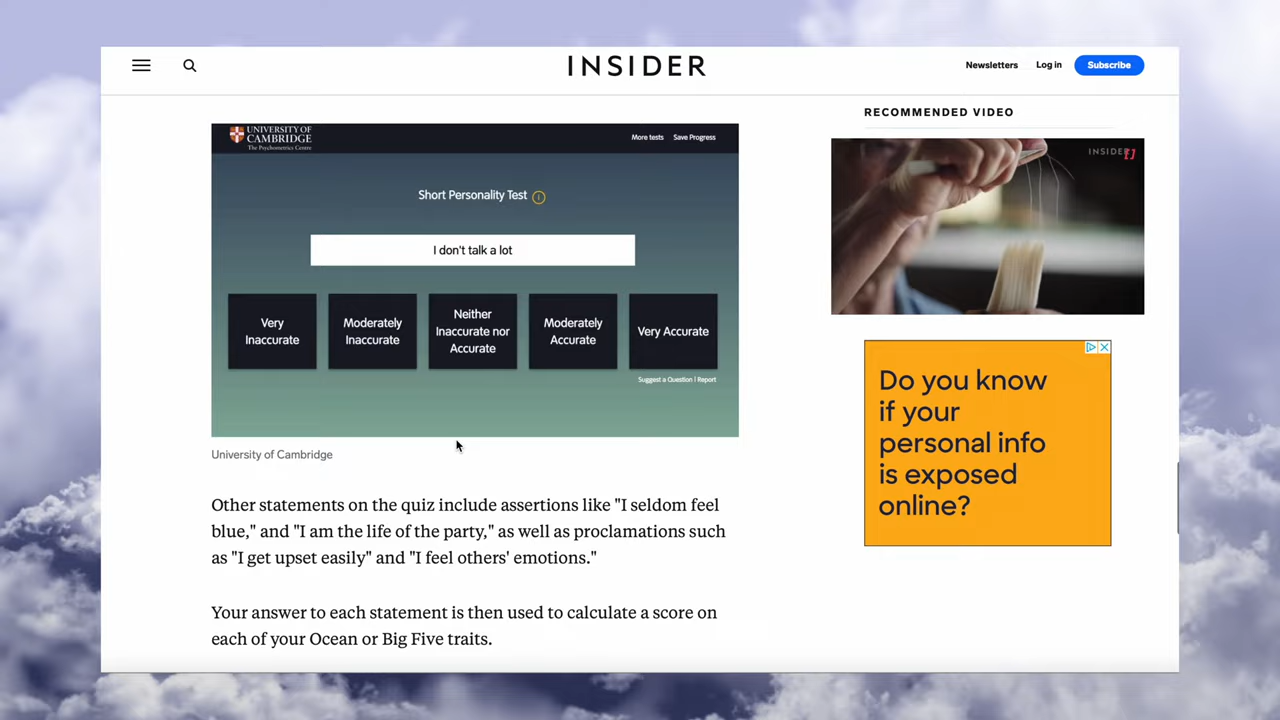 INSIDER
Newsletters
Log in
Subscribe
UNIVERSITY OF
CAMBRIDGE
The Psychometrics Centre
More tests
Save Progress
Short Personality Test
I don't talk a lot
Very
Inaccurate
Moderately
Inaccurate
Neither
Inaccurate nor
Accurate
Moderately
Accurate
Very Accurate
Suggest a Question | Report
University of Cambridge
Other statements on the quiz include assertions like "I seldom feel
blue," and "I am the life of the party," as well as proclamations such
as "I get upset easily" and "I feel others' emotions."
Your answer to each statement is then used to calculate a score on
each of your Ocean or Big Five traits.
RECOMMENDED VIDEO
INSIDER
Do you know
if your
personal info
is exposed
online?